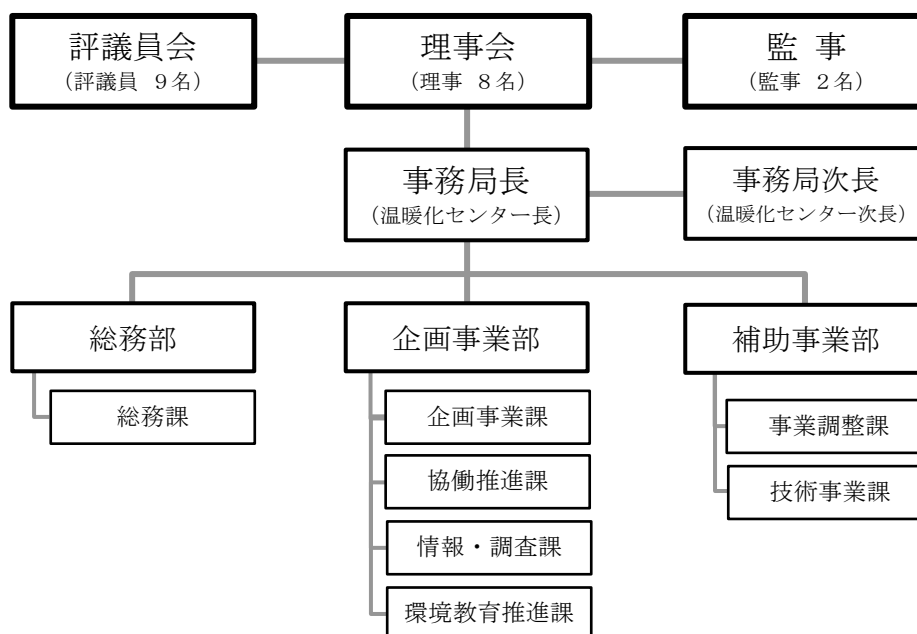 評議員会
(評議員 9名)
理事会
(理事 8名)
監 事
(監事 2名)
事務局長
(温暖化センター長)
事務局次長
(温暖化センター次長)
総務部
企画事業部
補助事業部
総務課
企画事業課
事業調整課
協働推進課
技術事業課
情報・調査課
環境教育推進課